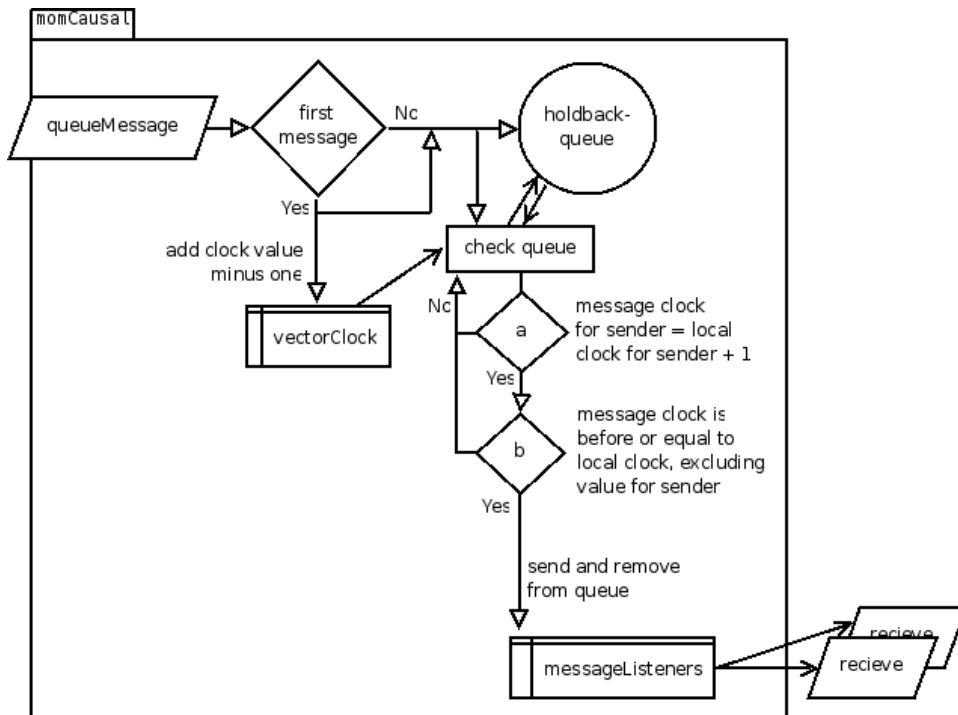 momCausal
queueMessage
first
message
No
holdback-
queue
Yes
add clock value
minus one
check queue
vectorClock
No
a
message clock
for sender = local
clock for sender + 1
Yes
b
message clock is
before or equal to
local clock, excluding
value for sender
Yes
send and remove
from queue
messageListeners
recieve
recieve